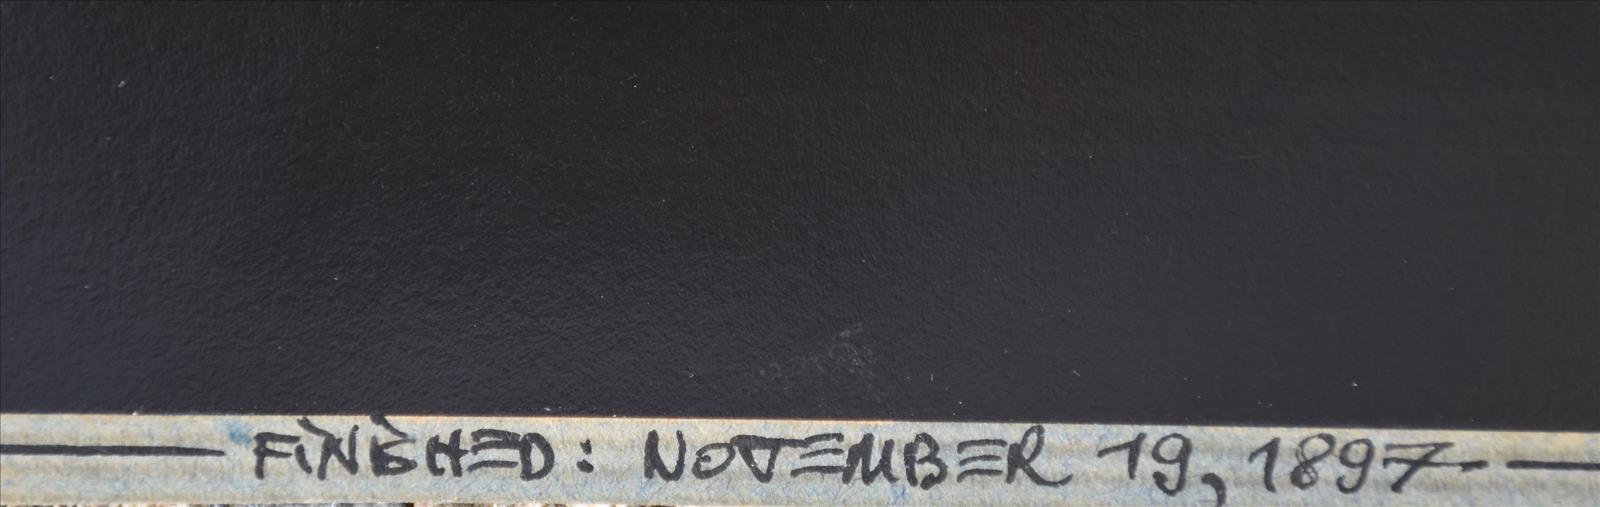 FINISHED: NOVEMBER 19, 1897